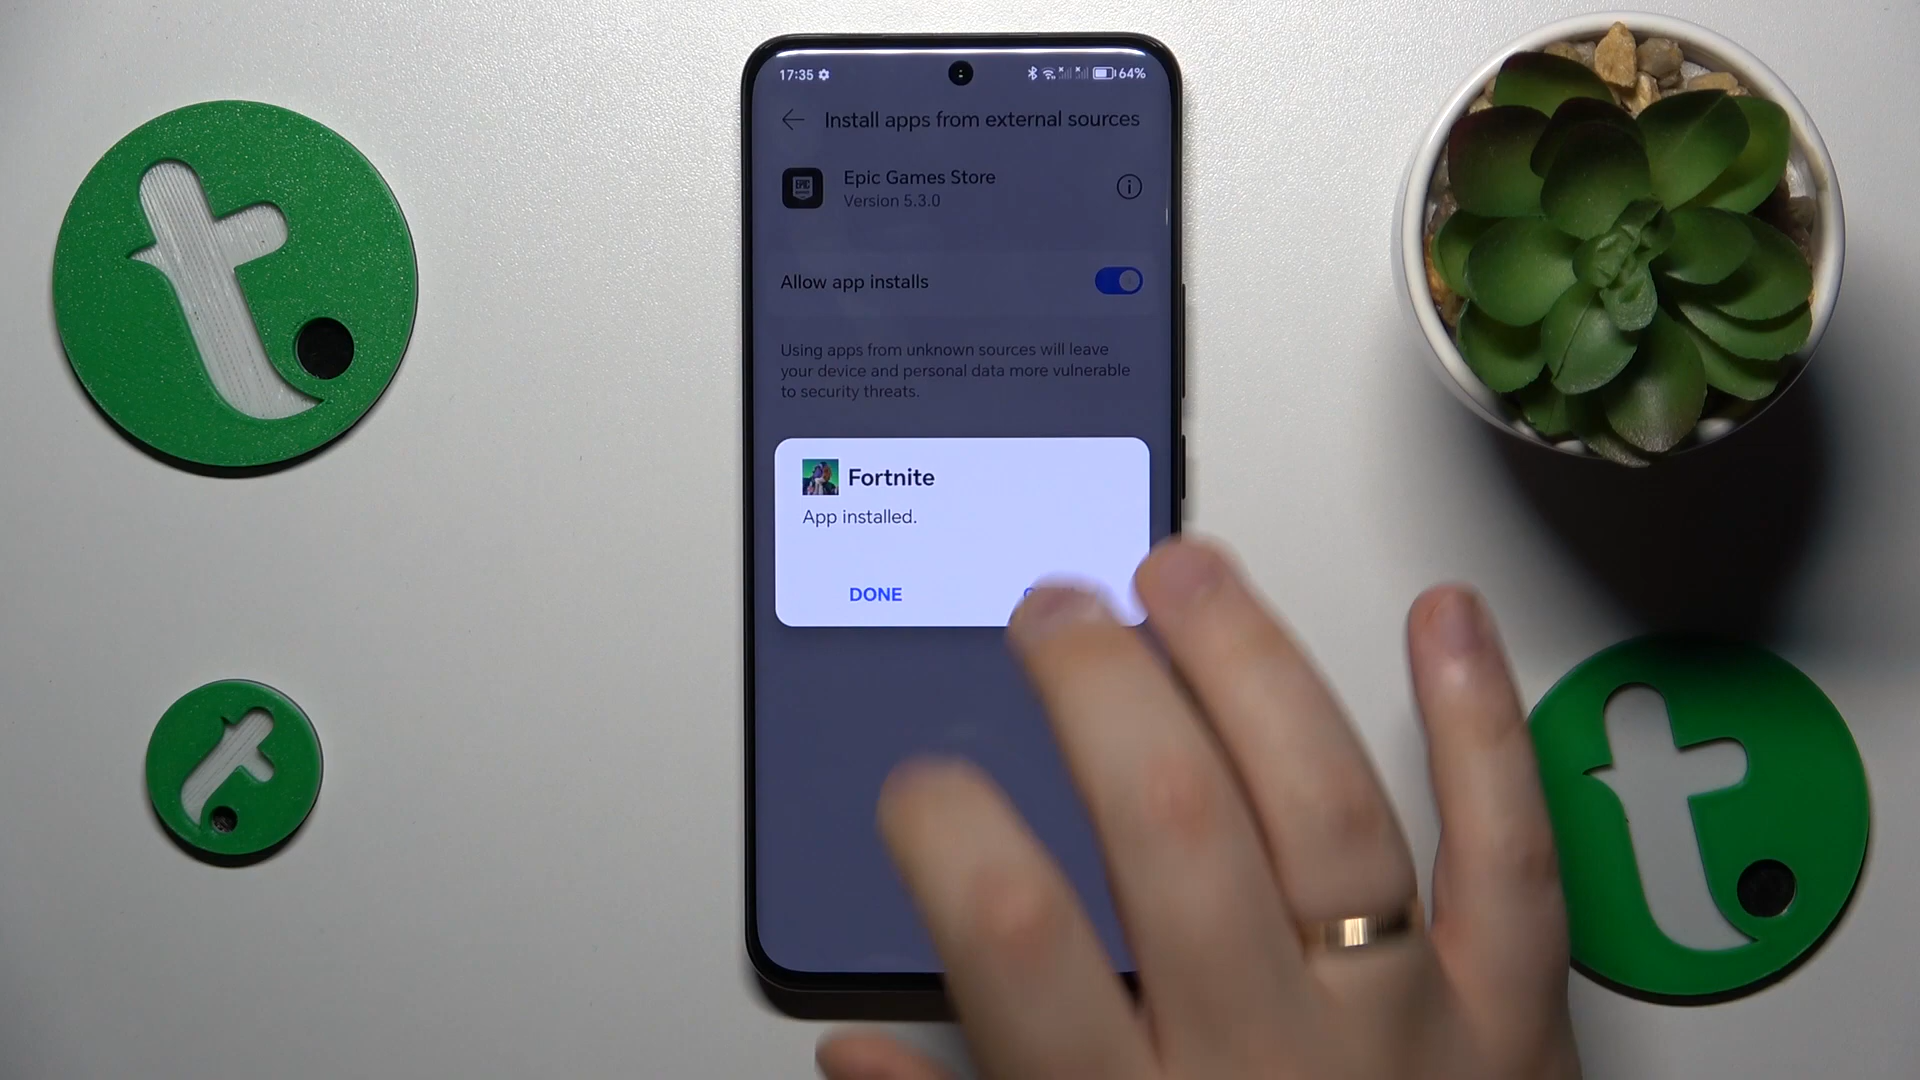 17:35
64%
Install apps from external sources
Epic Games Store
Version 5.3.0
Allow app installs
Using apps from unknown sources will leave
your device and personal data more vulnerable
to security threats.
Fortnite
App installed.
DONE